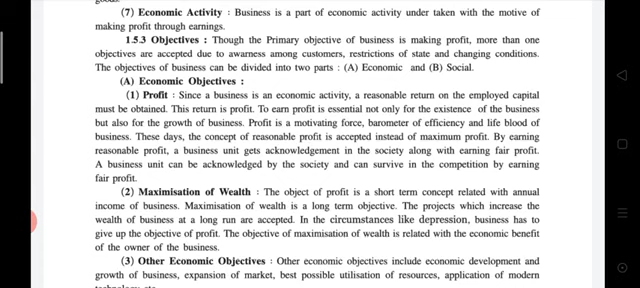 (7) Economic Activity : Business is a part of economic activity under taken with the motive of
making profit through earnings.
1.5.3 Objectives : Though the Primary objective of business is making profit, more than one
objectives are accepted due to awarness among customers, restrictions of state and changing conditions.
The objectives of business can be divided into two parts : (A) Economic and (B) Social.
(A) Economic Objectives :
(1) Profit : Since a business is an economic activity, a reasonable return on the employed capital
must be obtained. This return is profit. To earn profit is essential not only for the existence of the business
but also for the growth of business. Profit is a motivating force, barometer of efficiency and life blood of
business. These days, the concept of reasonable profit is accepted instead of maximum profit. By earning
reasonable profit, a business unit gets acknowledgement in the society along with earning fair profit.
A business unit can be acknowledged by the society and can survive in the competition by earning
fair profit.
(2) Maximisation of Wealth : The object of profit is a short term concept related with annual
income of business. Maximisation of wealth is a long term objective. The projects which increase the
wealth of business at a long run are accepted. In the circumstances like depression, business has to
give up the objective of profit. The objective of maximisation of wealth is related with the economic benefit
of the owner of the business.
(3) Other Economic Objectives : Other economic objectives include economic development and
growth of business, expansion of market, best possible utilisation of resources, application of modern